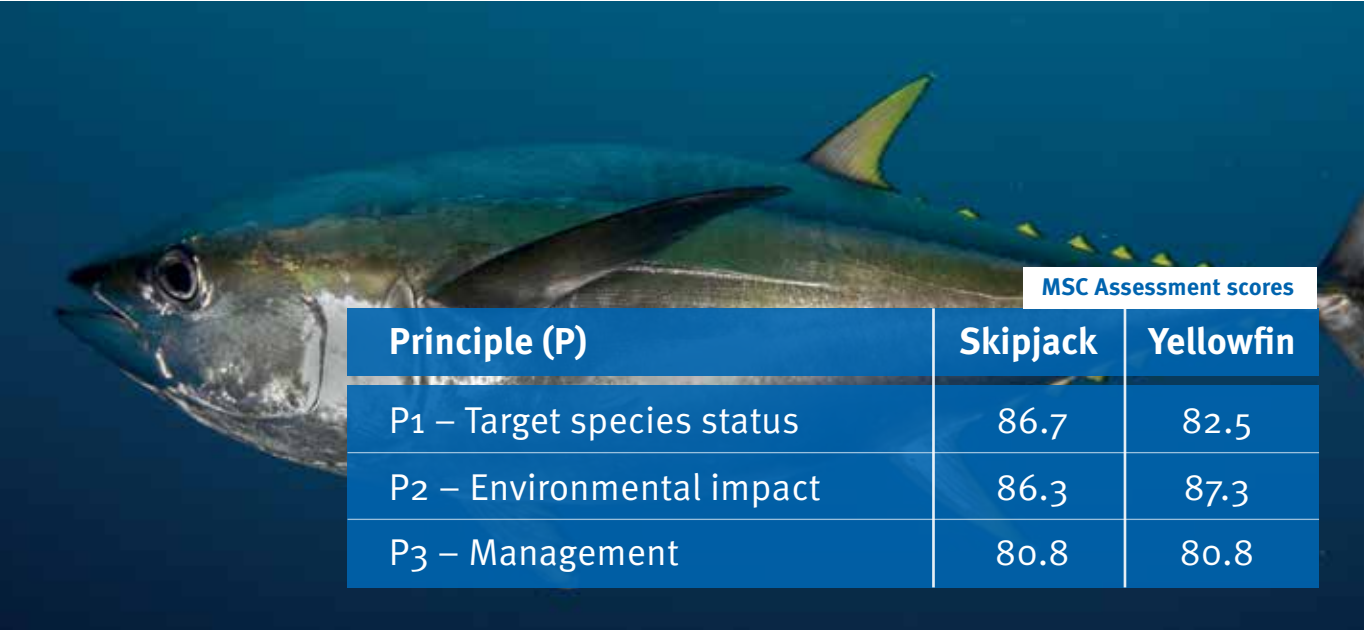 MSC Assessment scores
Principle (P) Skipjack Yellowfin
P1 – Target species status 86.7 82.5
P2 – Environmental impact 86.3 87.3
P3 – Management 80.8 80.8